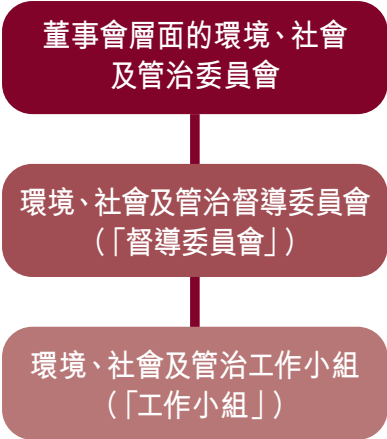 董事會層面的環境、社會
及管治委員會
環境、社會及管治督導委員會
（「督導委員會」）
環境、社會及管治工作小組
（「工作小組」）